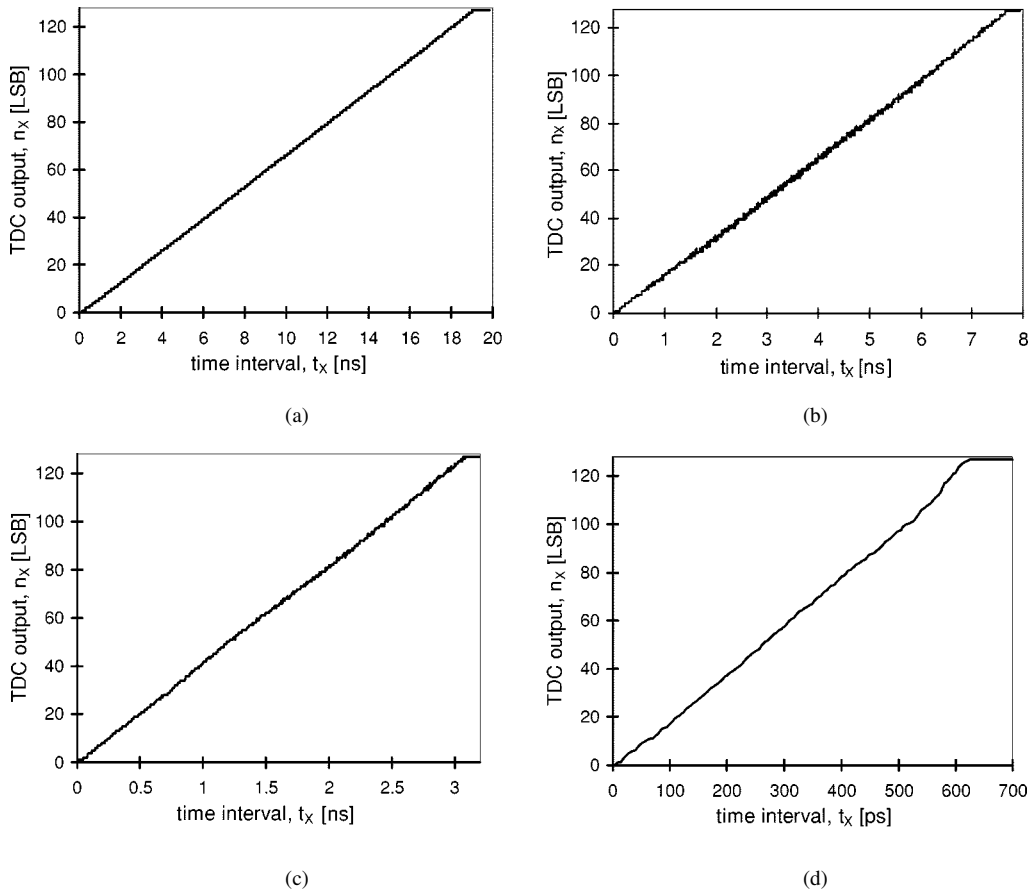 120
100
80
60
40
20
0
TDC output, nX [LSB]
0 2 4 6 8 10 12 14 16 18 20
time interval, tX [ns]
(a)
120
100
80
60
40
20
0
TDC output, nX [LSB]
0 1 2 3 4 5 6 7 8
time interval, tX [ns]
(b)
120
100
80
60
40
20
0
TDC output, nX [LSB]
0 0.5 1 1.5 2 2.5 3
time interval, tX [ns]
(c)
120
100
80
60
40
20
0
TDC output, nX [LSB]
0 100 200 300 400 500 600 700
time interval, tX [ps]
(d)